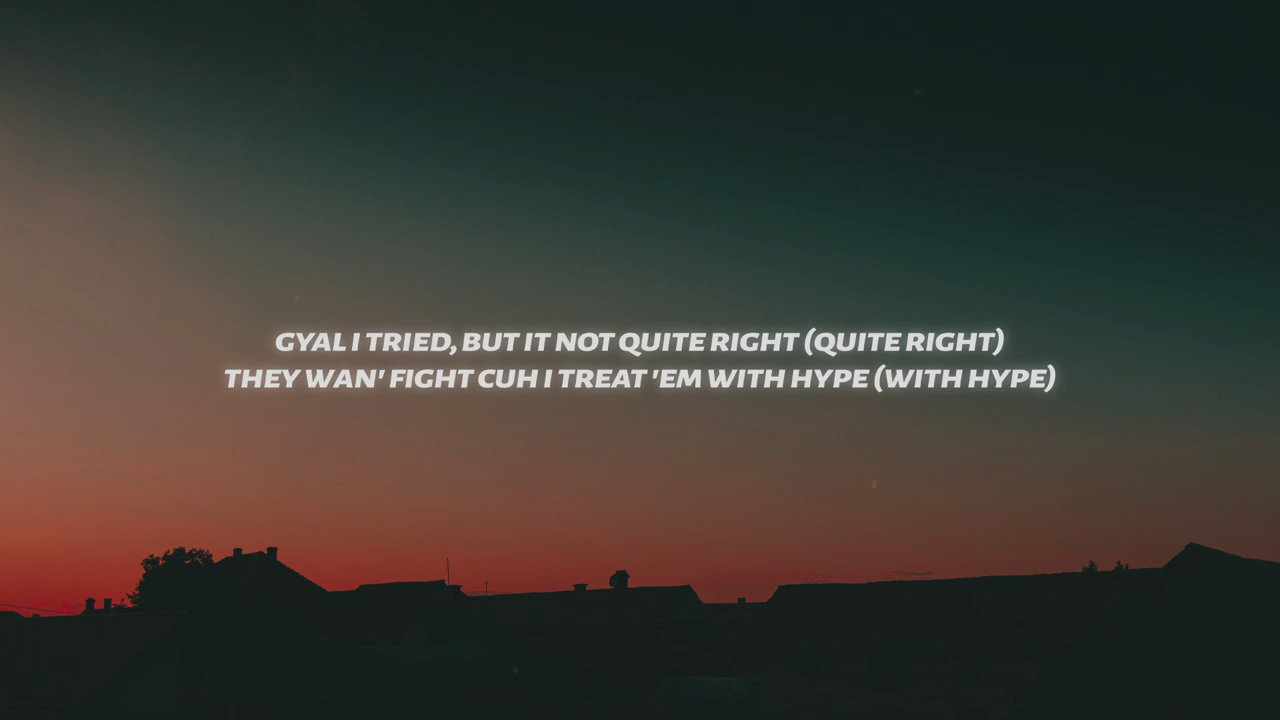 GYAL I TRIED, BUT IT NOT QUITE RIGHT (QUITE RIGHT)
THEY WAN' FIGHT CUH I TREAT 'EM WITH HYPE (WITH HYPE)